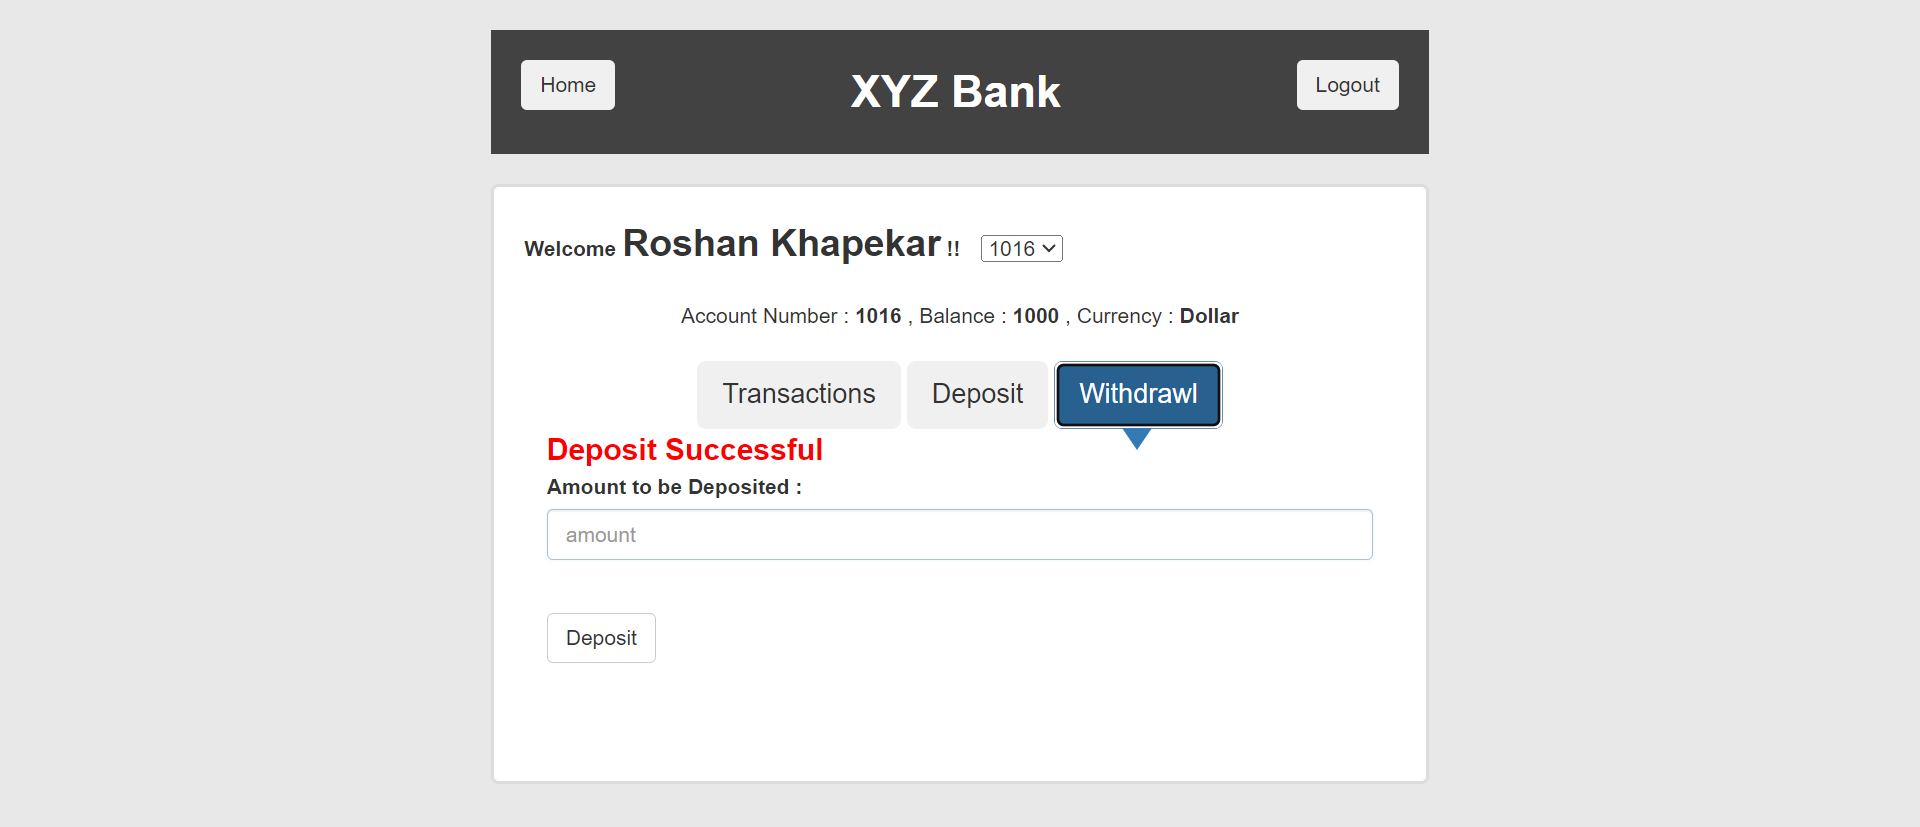 Home XYZ Bank Logout
Welcome Roshan Khapekar !! 1016
Account Number : 1016 , Balance : 1000 , Currency : Dollar
Transactions Deposit Withdrawl
Deposit Successful
Amount to be Deposited :
amount
Deposit